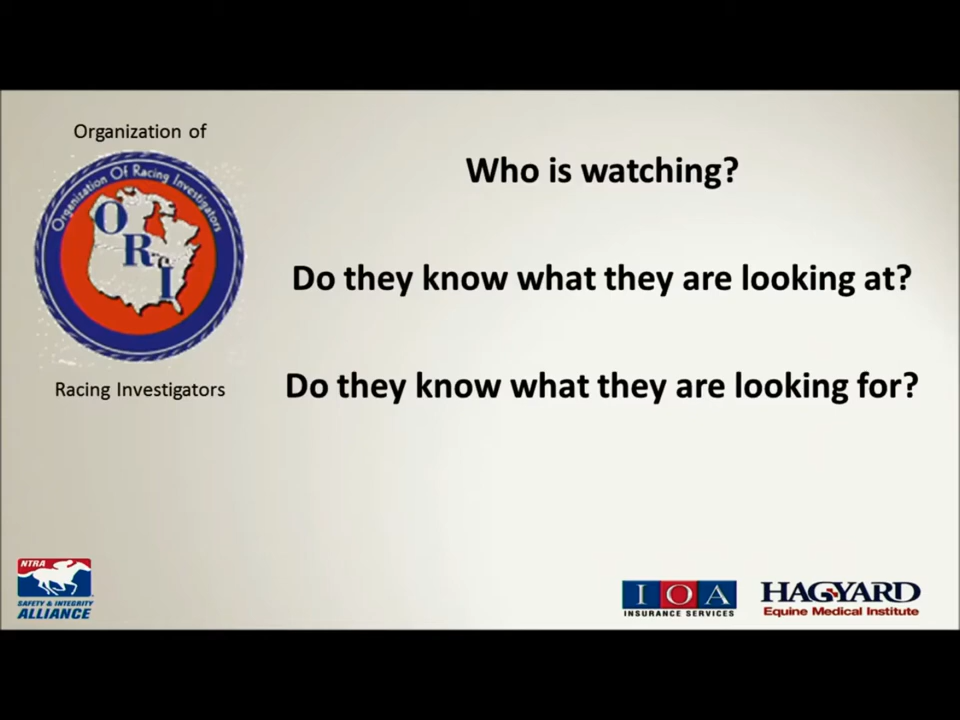 Organization of
Organization Of Racing Investigators
O
R
I
Racing Investigators
Who is watching?
Do they know what they are looking at?
Do they know what they are looking for?
NTRA
SAFETY & INTEGRITY
ALLIANCE
IOA
INSURANCE SERVICES
HAGYARD
Equine Medical Institute